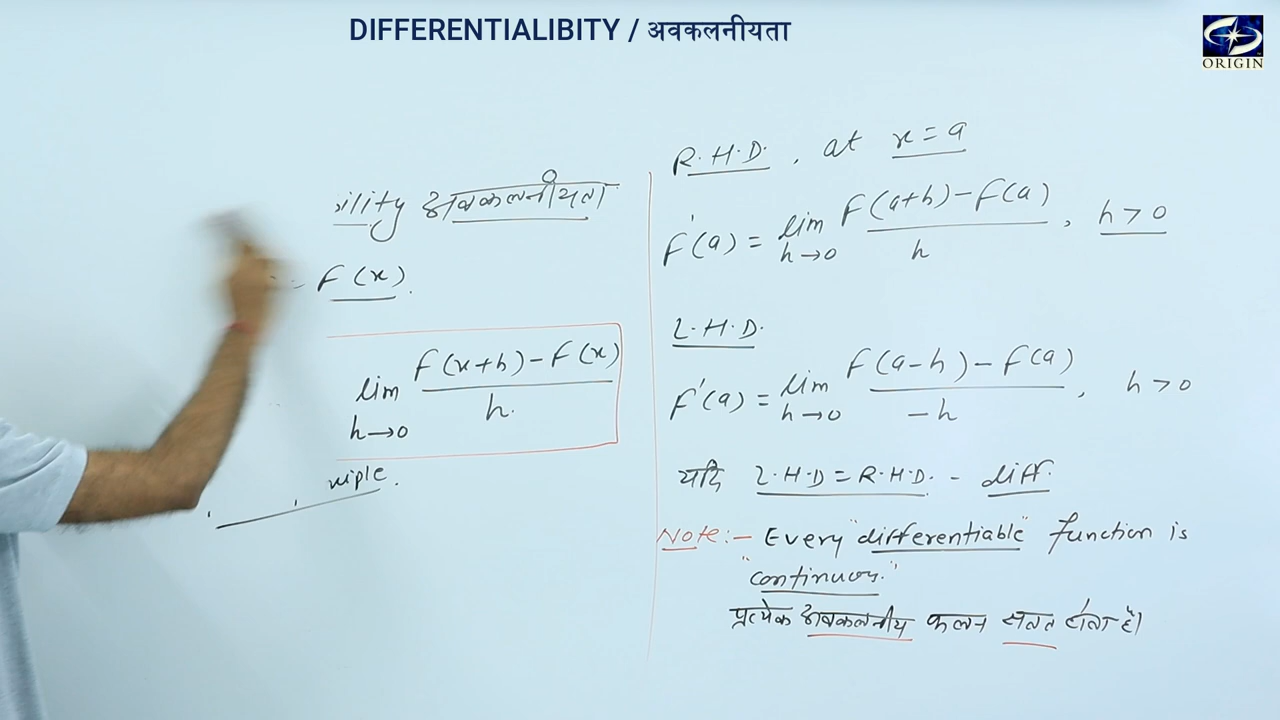 DIFFERENTIALIBITY / अवकलनीयता
ORIGIN
ility अवकलनीयता
F(x).
lim h→0 F(x+h)-F(x) / h.
R.H.D., at x=a
F'(a) = lim h→0 F(a+h)-F(a) / h, h>0
L.H.D.
F'(a) = lim h→0 F(a-h)-F(a) / -h, h>0
यदि L.H.D = R.H.D. - diff.
Note:- Every "differentiable" function is
"continuous."
प्रत्येक अवकलनीय फलन सतत होता है।